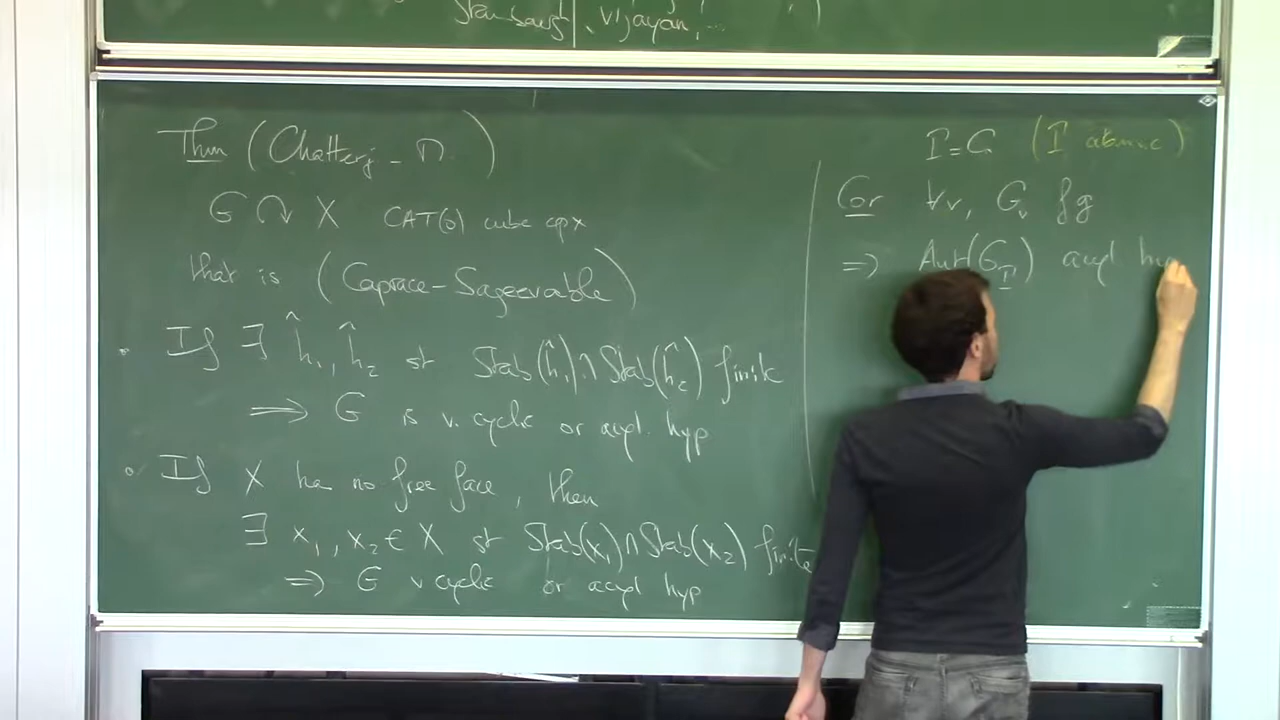 Vijayan, ...
Thm (Chatterji - M.)
G ↷ X CAT(0) cube cpx
that is (Caprace-Sageevable)
• If ∃ ĥ₁, ĥ₂ st Stab(ĥ₁) ∩ Stab(ĥ₂) finite
⟹ G is v. cyclic or acyl. hyp
• If X has no free face, then
∃ x₁, x₂ ∈ X st Stab(x₁) ∩ Stab(x₂) finite
⟹ G v cyclic or acyl hyp
(Γ atomic)
Cor ∀v, G_v fg
⟹ Aut(G_Γ) acyl hyp